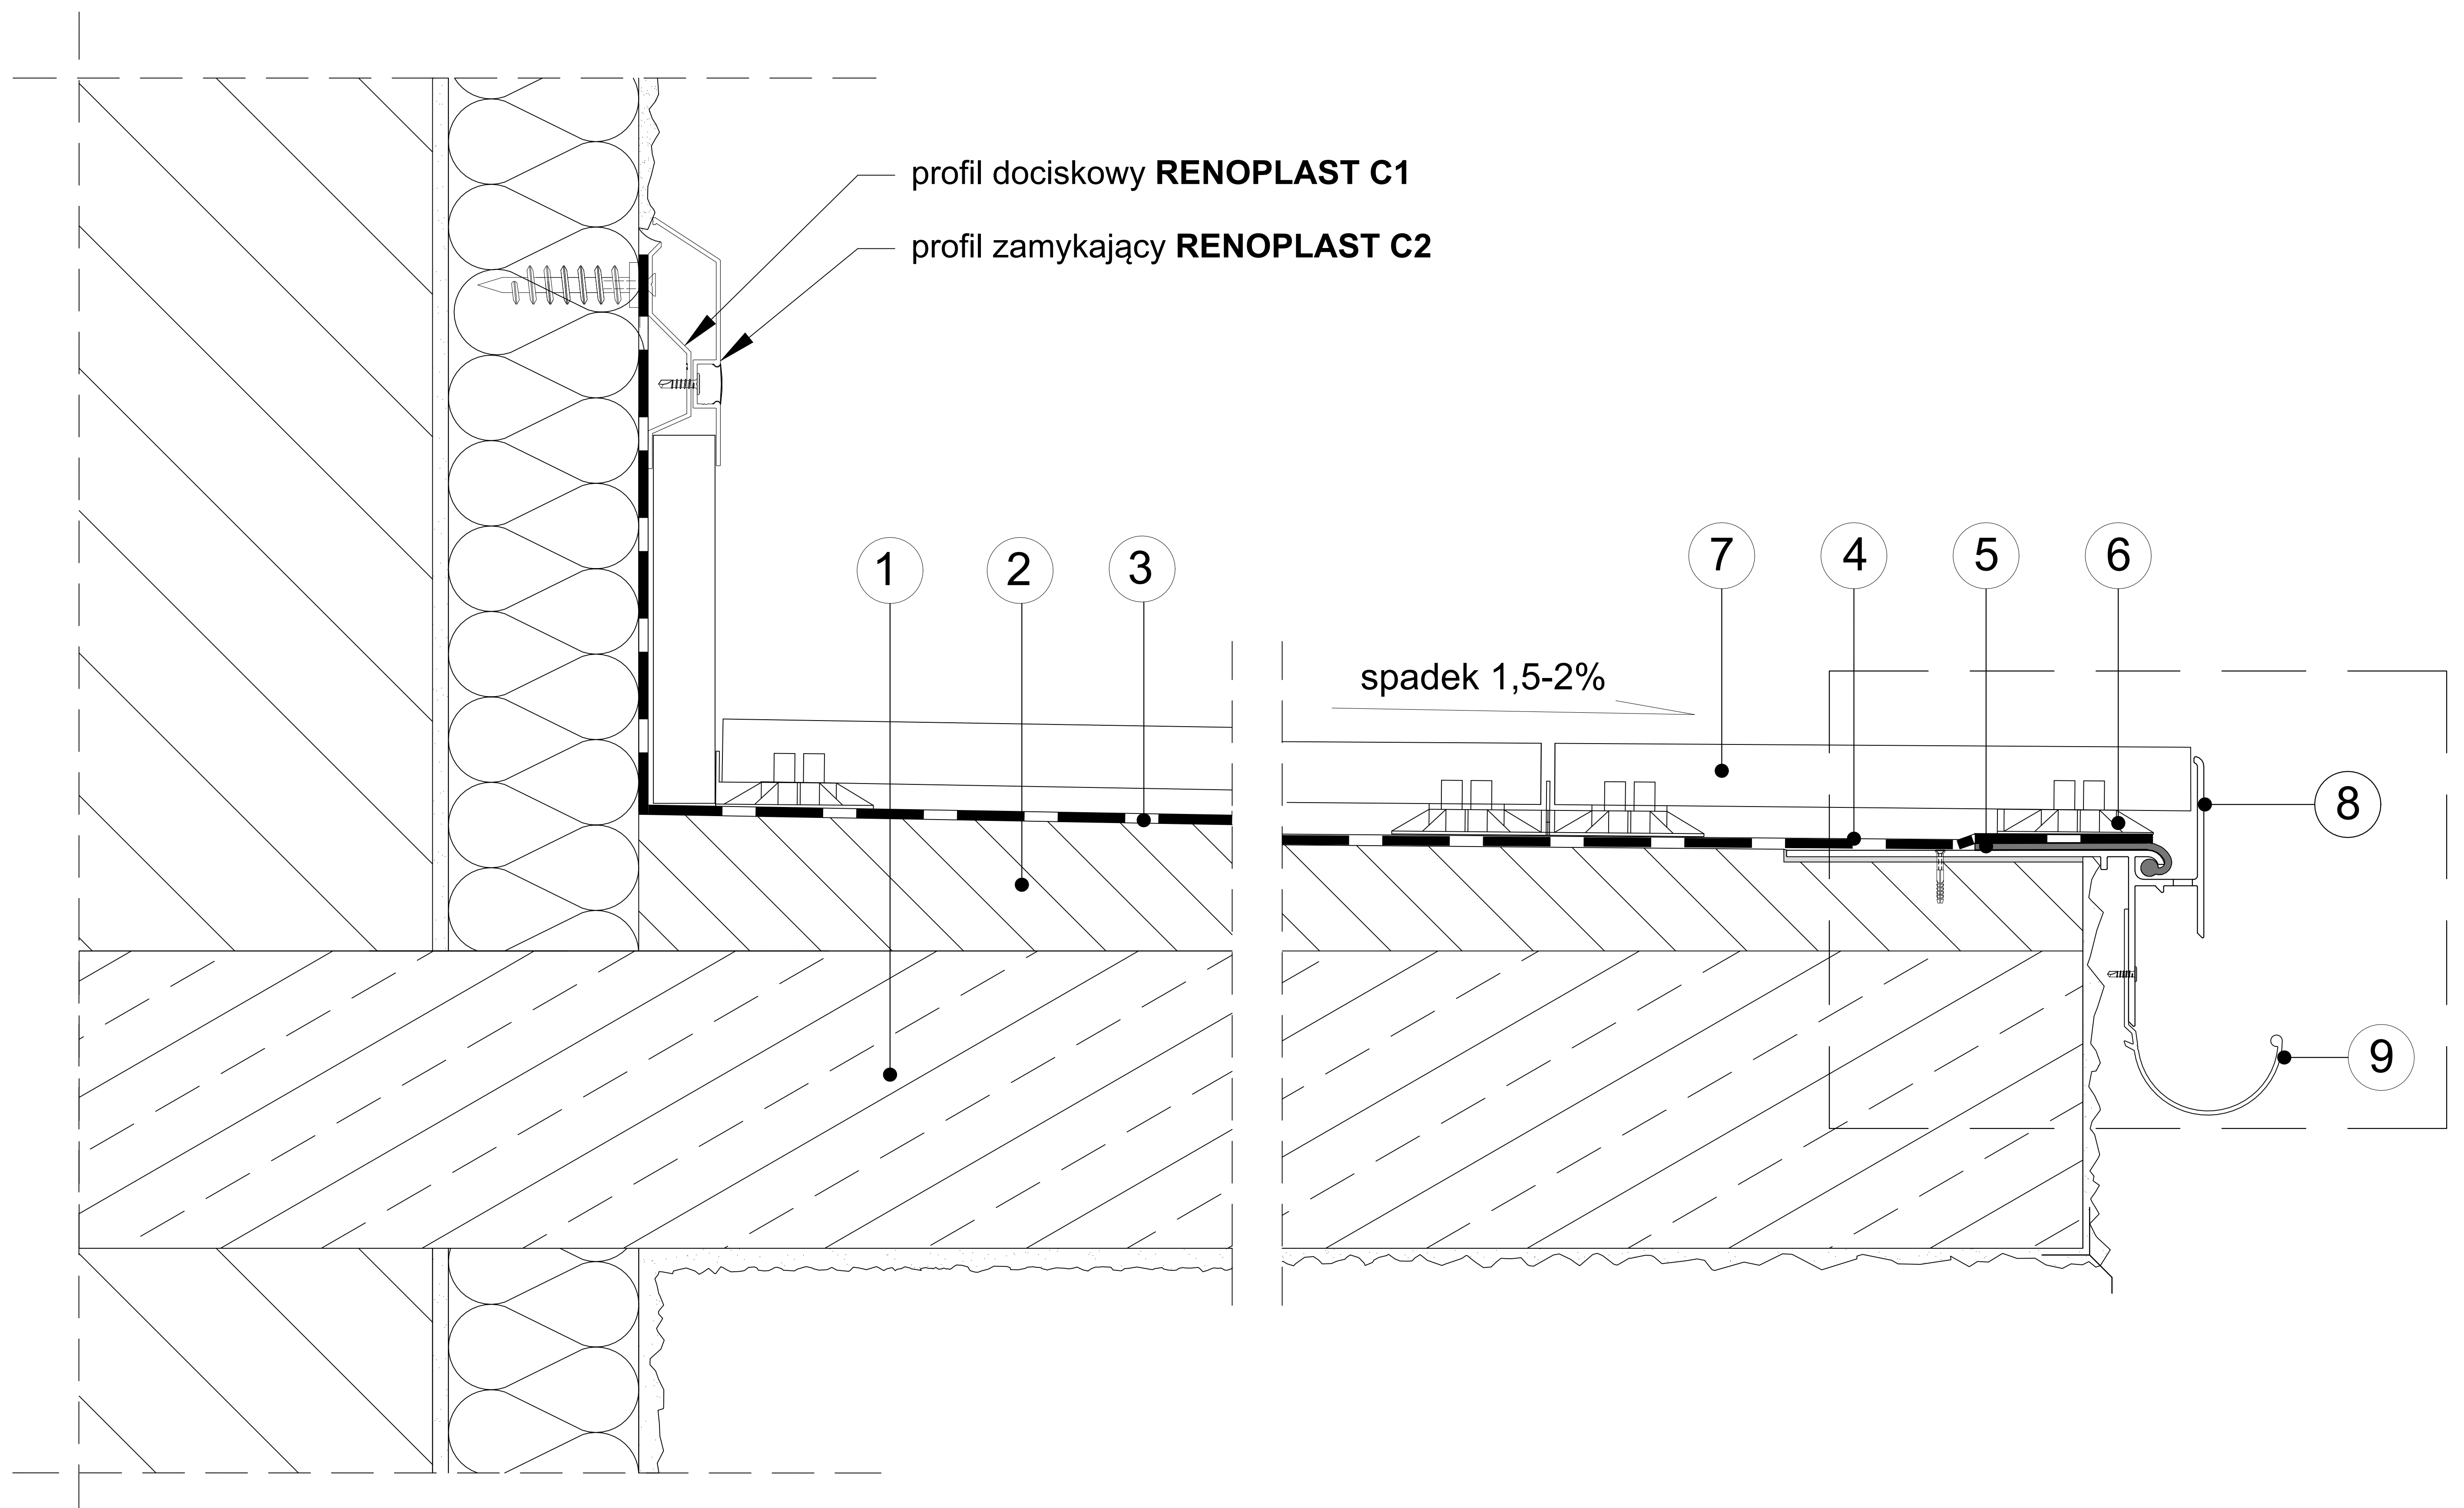 profil dociskowy RENOPLAST C1
profil zamykający RENOPLAST C2
1 2 3 7 4 5 6
spadek 1,5-2%
8
9